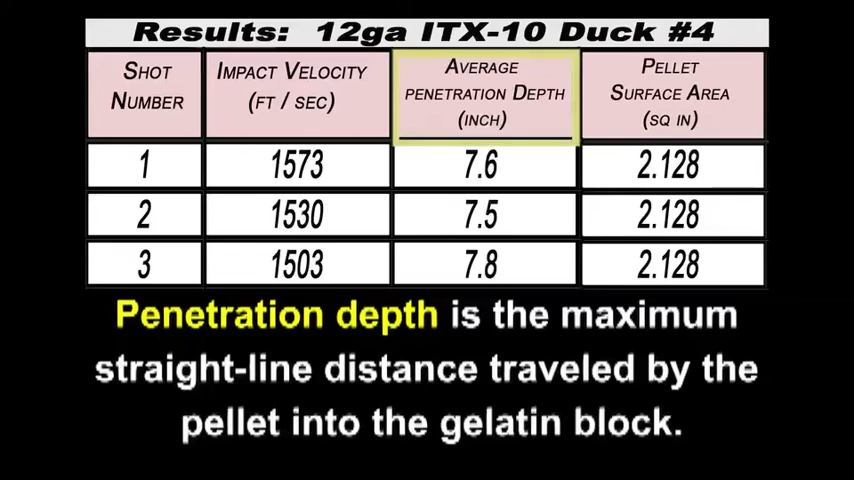 Results: 12ga ITX-10 Duck #4
SHOT NUMBER
IMPACT VELOCITY (FT / SEC)
AVERAGE PENETRATION DEPTH (INCH)
PELLET SURFACE AREA (SQ IN)
1 1573 7.6 2.128
2 1530 7.5 2.128
3 1503 7.8 2.128
Penetration depth is the maximum
straight-line distance traveled by the
pellet into the gelatin block.